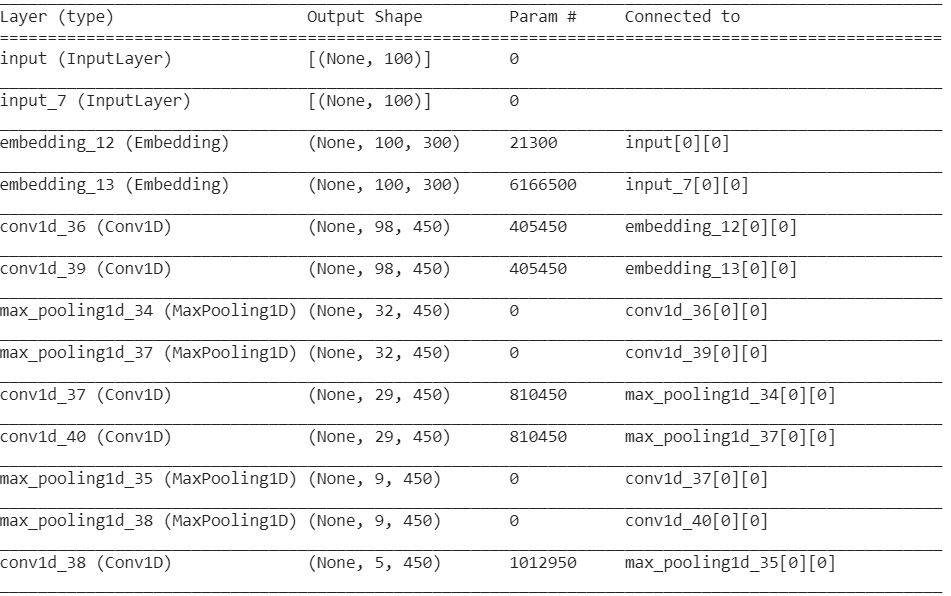 Layer (type) Output Shape Param # Connected to
==================================================================================================
input (InputLayer) [(None, 100)] 0
input_7 (InputLayer) [(None, 100)] 0
embedding_12 (Embedding) (None, 100, 300) 21300 input[0][0]
embedding_13 (Embedding) (None, 100, 300) 6166500 input_7[0][0]
conv1d_36 (Conv1D) (None, 98, 450) 405450 embedding_12[0][0]
conv1d_39 (Conv1D) (None, 98, 450) 405450 embedding_13[0][0]
max_pooling1d_34 (MaxPooling1D) (None, 32, 450) 0 conv1d_36[0][0]
max_pooling1d_37 (MaxPooling1D) (None, 32, 450) 0 conv1d_39[0][0]
conv1d_37 (Conv1D) (None, 29, 450) 810450 max_pooling1d_34[0][0]
conv1d_40 (Conv1D) (None, 29, 450) 810450 max_pooling1d_37[0][0]
max_pooling1d_35 (MaxPooling1D) (None, 9, 450) 0 conv1d_37[0][0]
max_pooling1d_38 (MaxPooling1D) (None, 9, 450) 0 conv1d_40[0][0]
conv1d_38 (Conv1D) (None, 5, 450) 1012950 max_pooling1d_35[0][0]